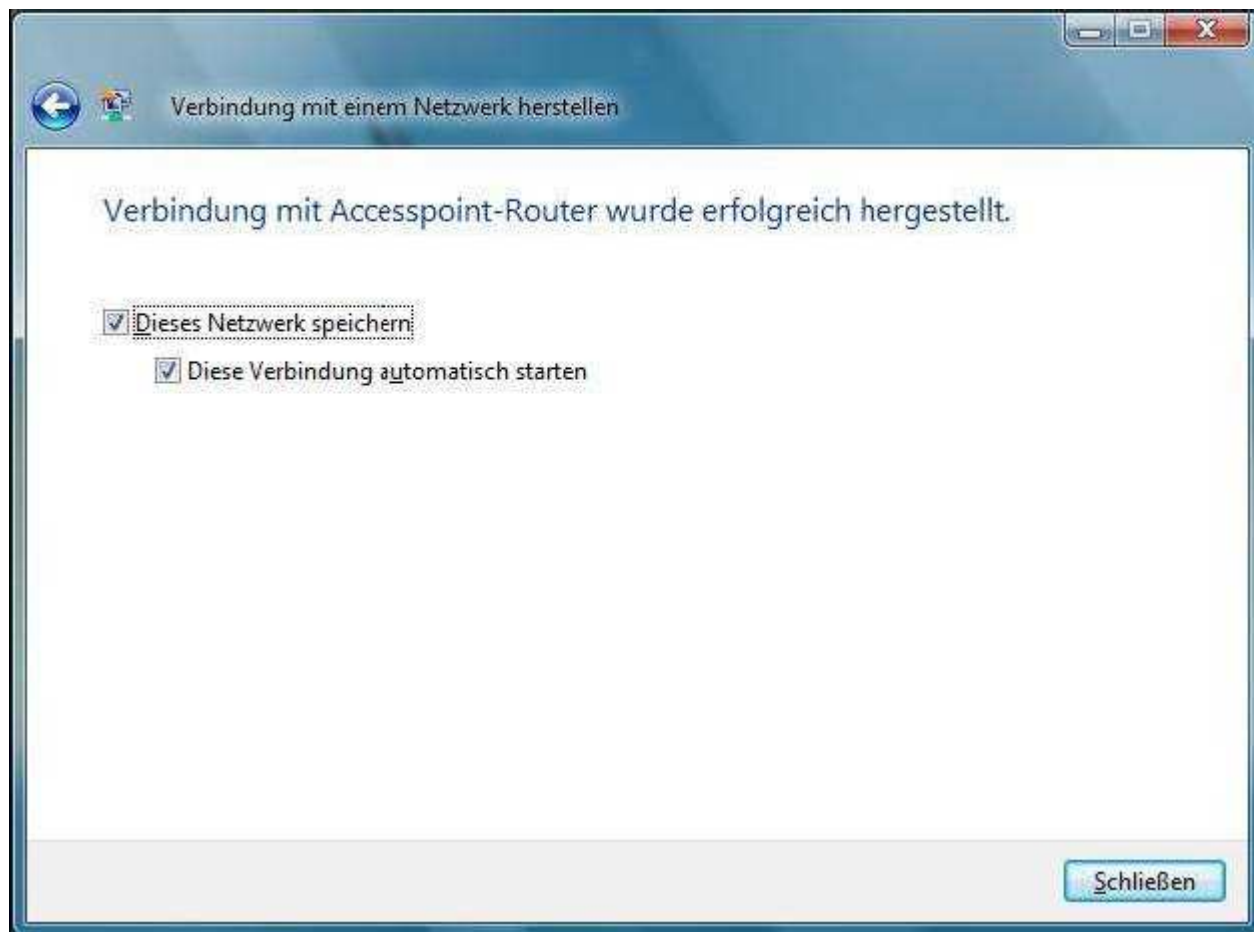 Verbindung mit einem Netzwerk herstellen
Verbindung mit Accesspoint-Router wurde erfolgreich hergestellt.
Dieses Netzwerk speichern
Diese Verbindung automatisch starten
Schließen